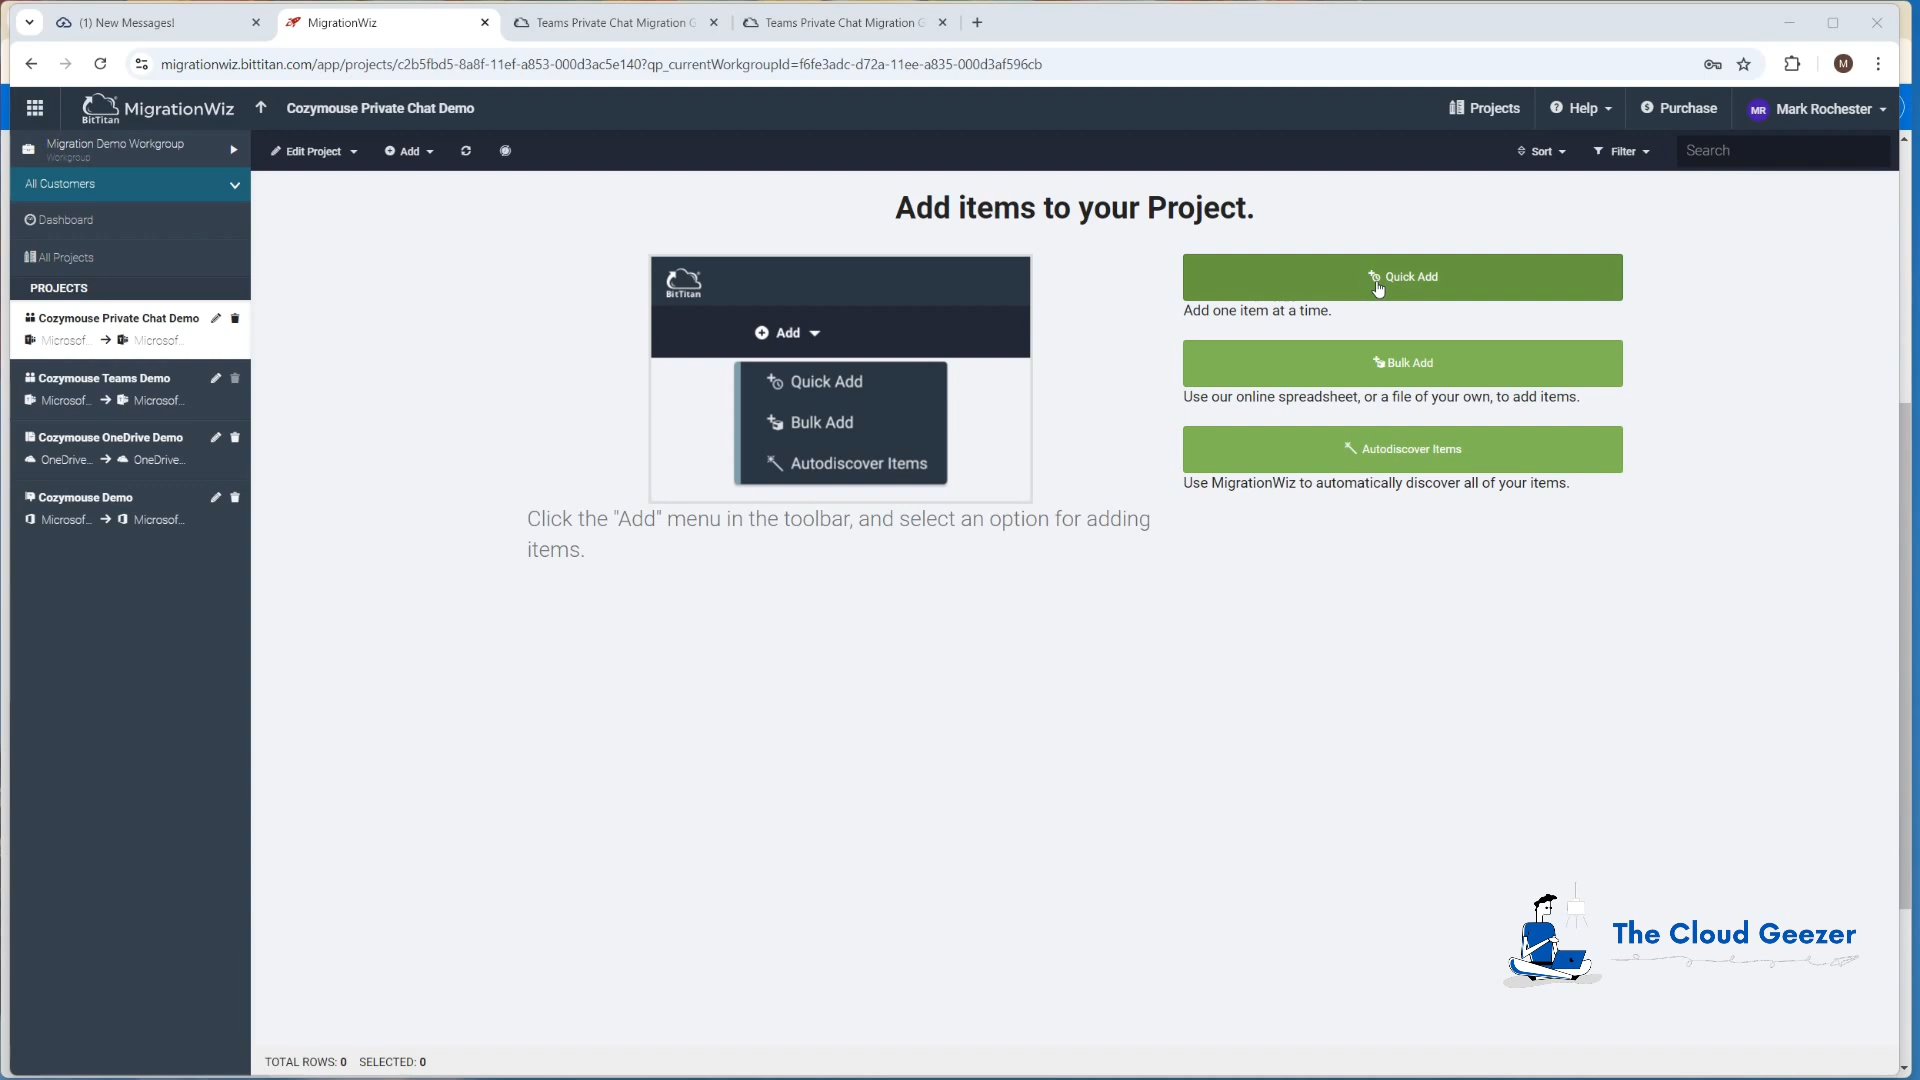 (1) New Messages!
MigrationWiz
Teams Private Chat Migration G
Teams Private Chat Migration G
migrationwiz.bittitan.com/app/projects/c2b5fbd5-8a8f-11ef-a853-000d3ac5e140?qp_currentWorkgroupId=f6fe3adc-d72a-11ee-a835-000d3af596cb
M
BitTitan
MigrationWiz
Cozymouse Private Chat Demo
Projects
Help
Purchase
MR
Mark Rochester
Migration Demo Workgroup
Workgroup
Edit Project
Add
Sort
Filter
Search
All Customers
Dashboard
All Projects
PROJECTS
Cozymouse Private Chat Demo
Microsof... Microsof...
Cozymouse Teams Demo
Microsof... Microsof...
Cozymouse OneDrive Demo
OneDrive... OneDrive...
Cozymouse Demo
Microsof... Microsof...
Add items to your Project.
BitTitan
Add
Quick Add
Bulk Add
Autodiscover Items
Click the "Add" menu in the toolbar, and select an option for adding
items.
Quick Add
Add one item at a time.
Bulk Add
Use our online spreadsheet, or a file of your own, to add items.
Autodiscover Items
Use MigrationWiz to automatically discover all of your items.
The Cloud Geezer
TOTAL ROWS: 0 SELECTED: 0